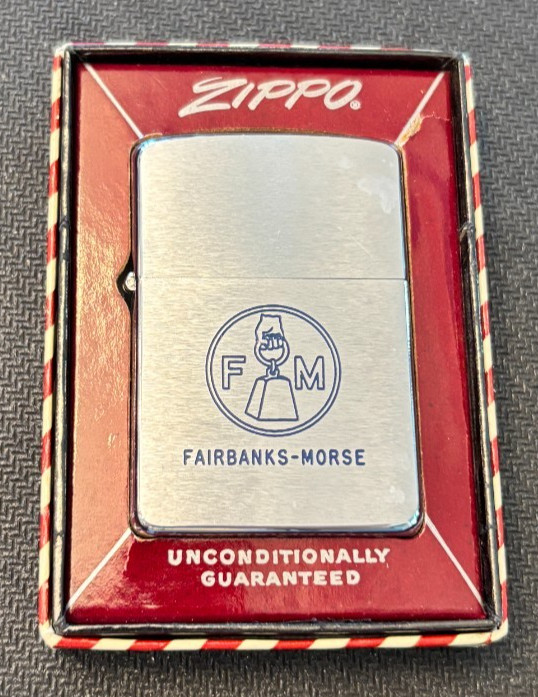 ZIPPO®
F M
FAIRBANKS-MORSE
UNCONDITIONALLY
GUARANTEED